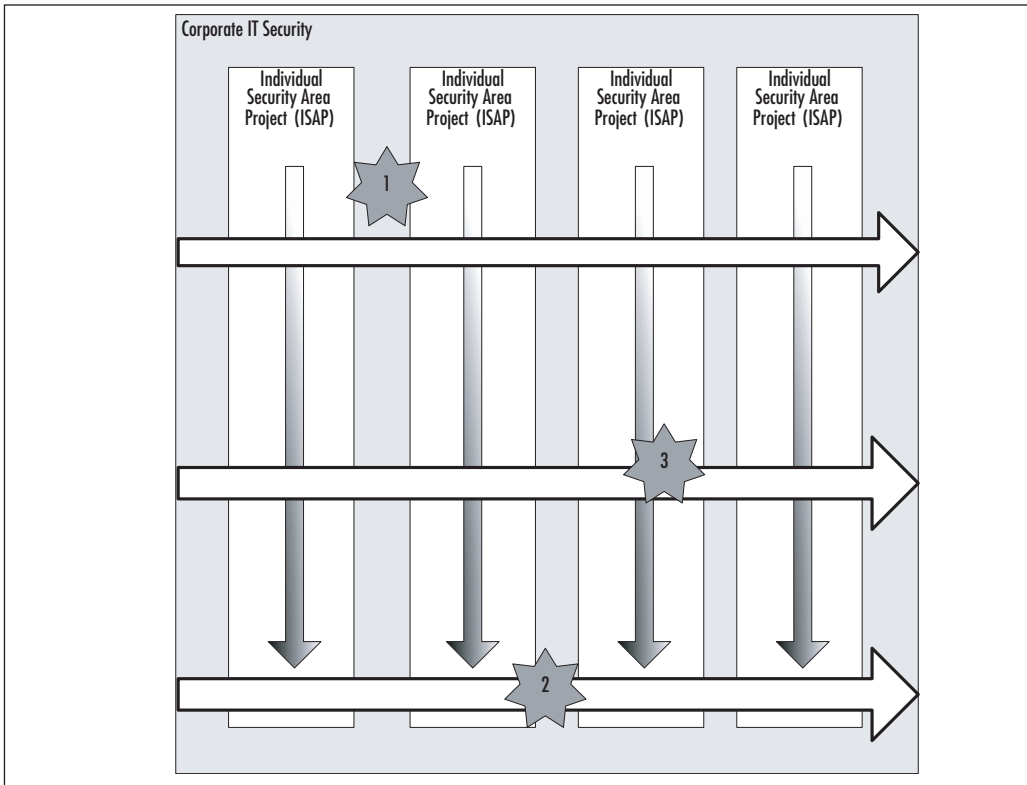 Corporate IT Security
Individual
Security Area
Project (ISAP)
Individual
Security Area
Project (ISAP)
Individual
Security Area
Project (ISAP)
Individual
Security Area
Project (ISAP)
1
3
2